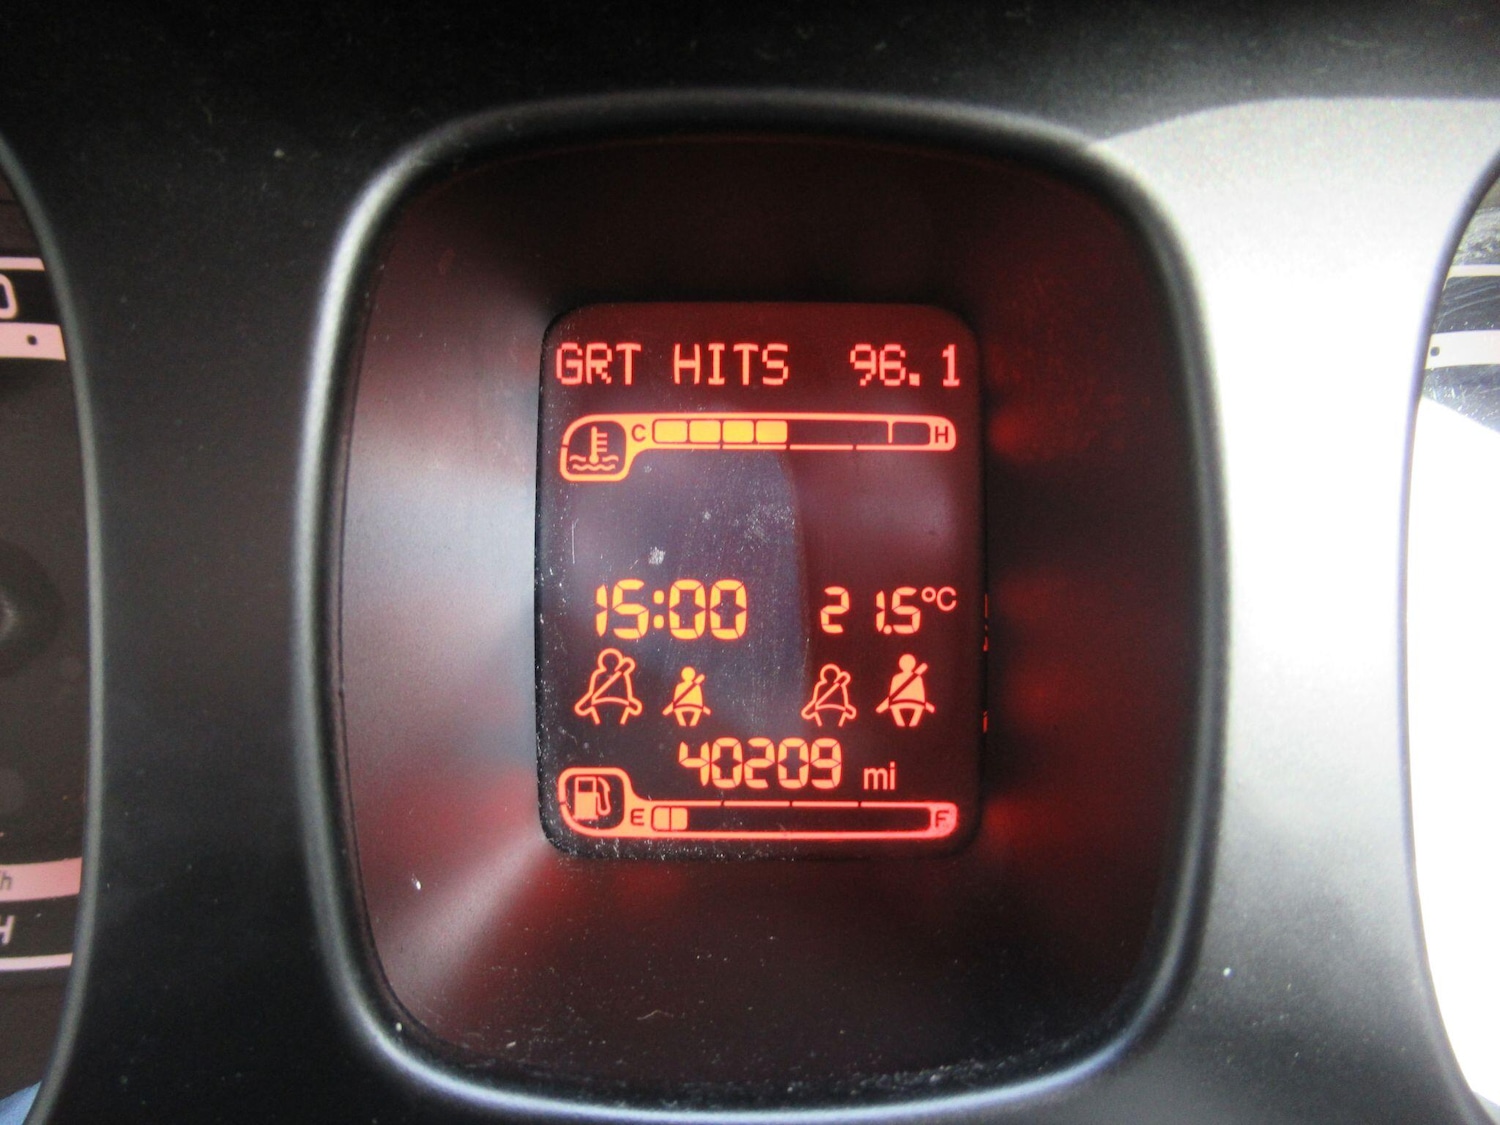 GRT HITS 96.1
C H
15:00 21.5°C
40209 mi
E F